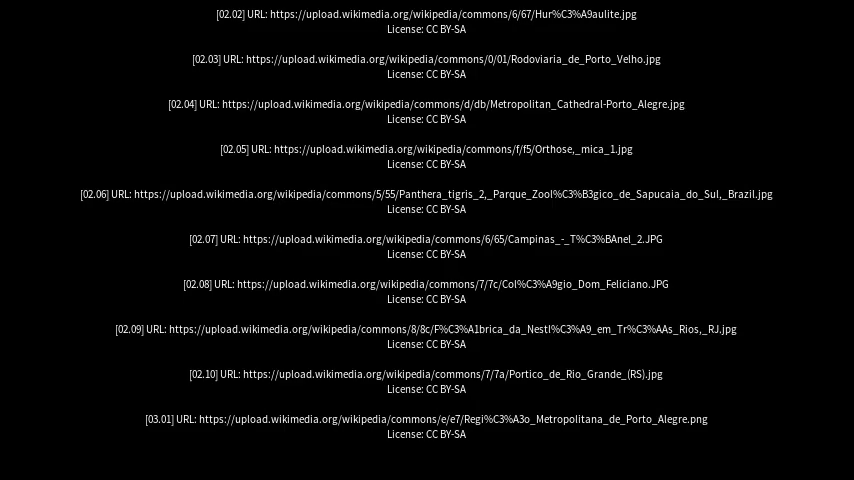 [02.02] URL: https://upload.wikimedia.org/wikipedia/commons/6/67/Hur%C3%A9aulite.jpg
License: CC BY-SA
[02.03] URL: https://upload.wikimedia.org/wikipedia/commons/0/01/Rodoviaria_de_Porto_Velho.jpg
License: CC BY-SA
[02.04] URL: https://upload.wikimedia.org/wikipedia/commons/d/db/Metropolitan_Cathedral-Porto_Alegre.jpg
License: CC BY-SA
[02.05] URL: https://upload.wikimedia.org/wikipedia/commons/f/f5/Orthose,_mica_1.jpg
License: CC BY-SA
[02.06] URL: https://upload.wikimedia.org/wikipedia/commons/5/55/Panthera_tigris_2,_Parque_Zool%C3%B3gico_de_Sapucaia_do_Sul,_Brazil.jpg
License: CC BY-SA
[02.07] URL: https://upload.wikimedia.org/wikipedia/commons/6/65/Campinas_-_T%C3%BAnel_2.JPG
License: CC BY-SA
[02.08] URL: https://upload.wikimedia.org/wikipedia/commons/7/7c/Col%C3%A9gio_Dom_Feliciano.JPG
License: CC BY-SA
[02.09] URL: https://upload.wikimedia.org/wikipedia/commons/8/8c/F%C3%A1brica_da_Nestl%C3%A9_em_Tr%C3%AAs_Rios,_RJ.jpg
License: CC BY-SA
[02.10] URL: https://upload.wikimedia.org/wikipedia/commons/7/7a/Portico_de_Rio_Grande_(RS).jpg
License: CC BY-SA
[03.01] URL: https://upload.wikimedia.org/wikipedia/commons/e/e7/Regi%C3%A3o_Metropolitana_de_Porto_Alegre.png
License: CC BY-SA